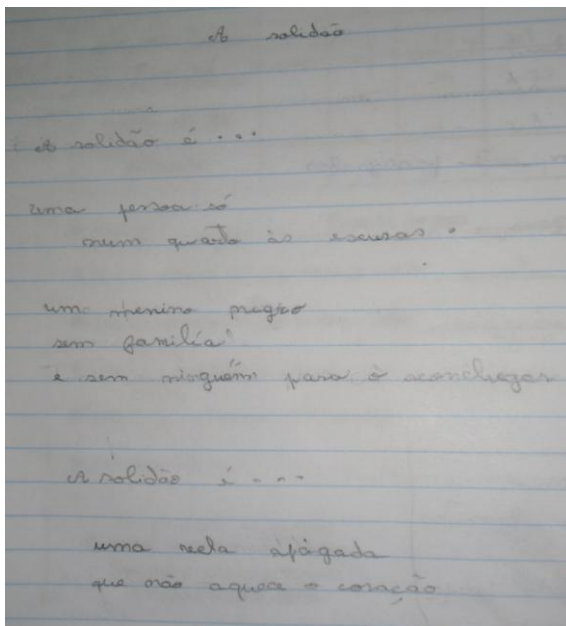 A solidão
A solidão é ...
uma pessoa só
num quarto às escuras.
um menino negro
sem família
e sem ninguém para o aconchegar
A solidão é ...
uma vela apagada
que não aquece o coração